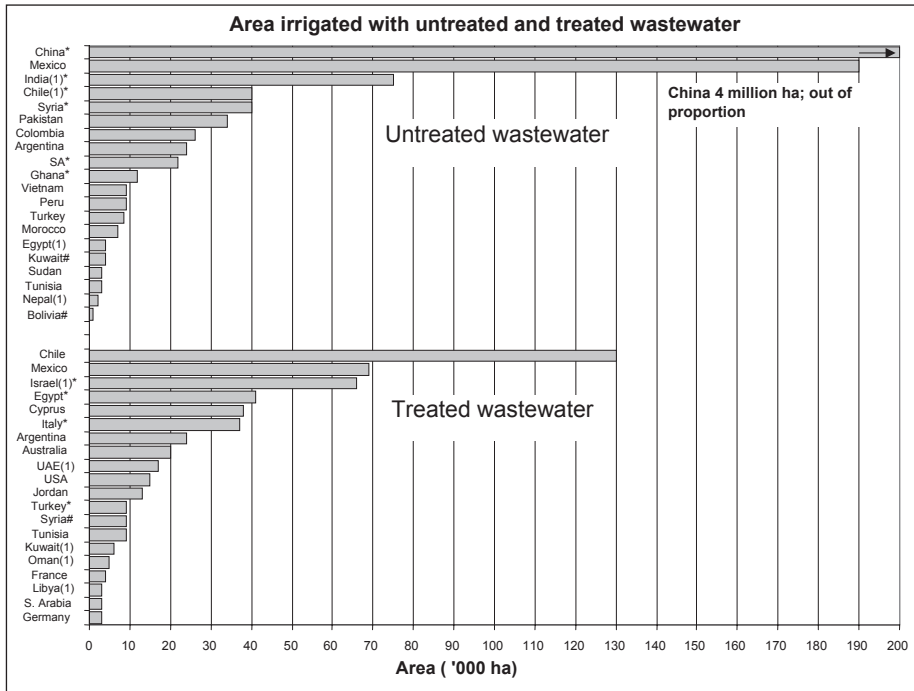 Area irrigated with untreated and treated wastewater
China*
Mexico
India(1)*
Chile(1)*
Syria*
Pakistan
Colombia
Argentina
SA*
Ghana*
Vietnam
Peru
Turkey
Morocco
Egypt(1)
Kuwait#
Sudan
Tunisia
Nepal(1)
Bolivia#
China 4 million ha; out of
proportion
Untreated wastewater
Chile
Mexico
Israel(1)*
Egypt*
Cyprus
Italy*
Argentina
Australia
UAE(1)
USA
Jordan
Turkey*
Syria#
Tunisia
Kuwait(1)
Oman(1)
France
Libya(1)
S. Arabia
Germany
Treated wastewater
0 10 20 30 40 50 60 70 80 90 100 110 120 130 140 150 160 170 180 190 200
Area ( '000 ha)